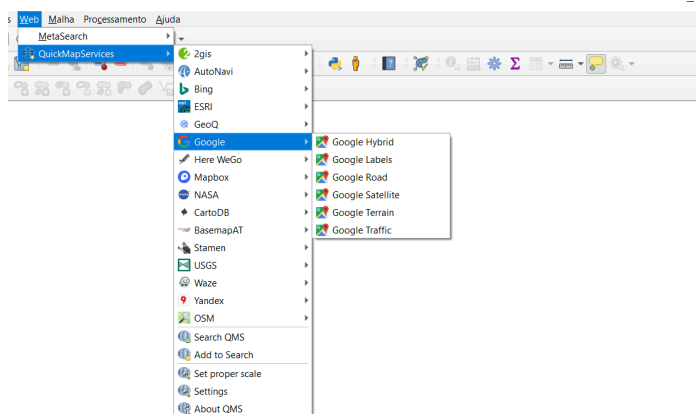 s Web Malha Processamento Ajuda
MetaSearch
QuickMapServices
2gis
AutoNavi
Bing
ESRI
GeoQ
Google
Google Hybrid
Here WeGo
Google Labels
Mapbox
Google Road
NASA
Google Satellite
CartoDB
Google Terrain
BasemapAT
Google Traffic
Stamen
USGS
Waze
Yandex
OSM
Search QMS
Add to Search
Set proper scale
Settings
About QMS